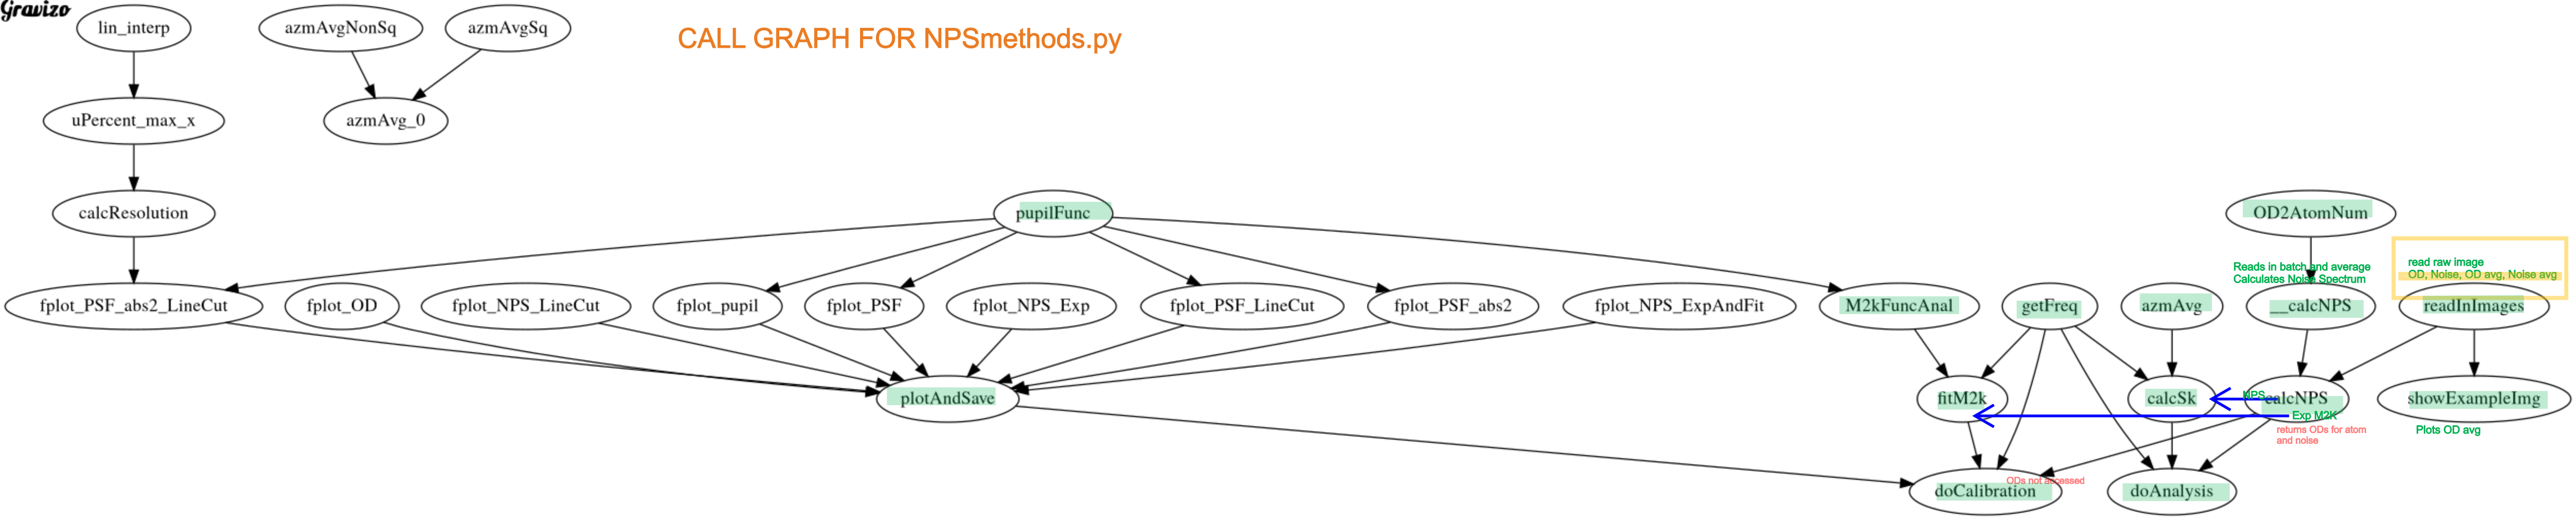 Gravizo
lin_interp
azmAvgNonSq
azmAvgSq
CALL GRAPH FOR NPSmethods.py
uPercent_max_x
azmAvg_0
calcResolution
pupilFunc
OD2AtomNum
Reads in batch and average
Calculates Noise Spectrum
read raw image
OD, Noise, OD avg, Noise avg
fplot_PSF_abs2_LineCut
fplot_OD
fplot_NPS_LineCut
fplot_pupil
fplot_PSF
fplot_NPS_Exp
fplot_PSF_LineCut
fplot_PSF_abs2
fplot_NPS_ExpAndFit
M2kFuncAnal
getFreq
azmAvg
__calcNPS
readInImages
plotAndSave
fitM2k
calcSk
NPS
calcNPS
showExampleImg
Exp M2K
returns ODs for atom
and noise
Plots OD avg
ODs not accessed
doCalibration
doAnalysis